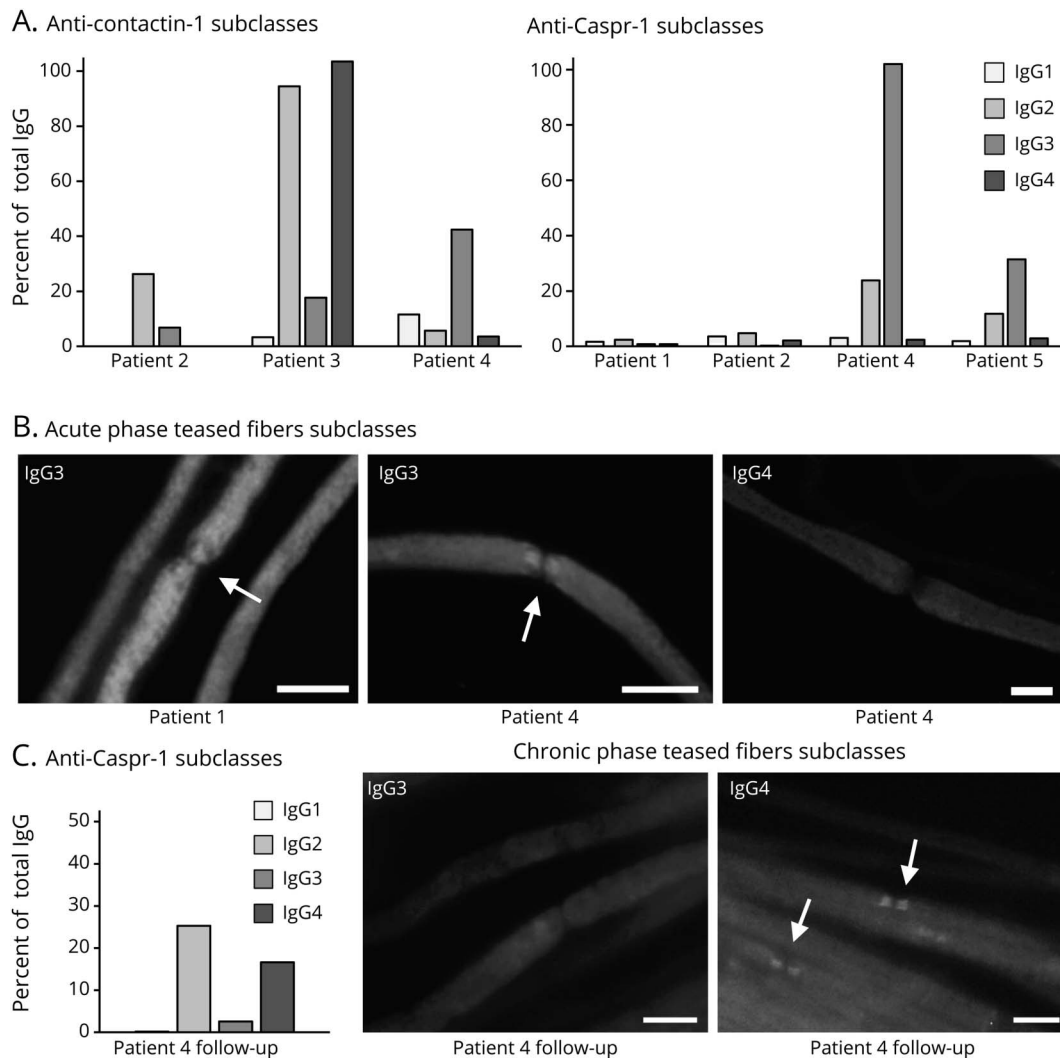 A. Anti-contactin-1 subclasses
Anti-Caspr-1 subclasses
Percent of total IgG
100
80
60
40
20
0
Patient 2
Patient 3
Patient 4
100
80
60
40
20
0
Patient 1
Patient 2
Patient 4
Patient 5
IgG1
IgG2
IgG3
IgG4
B. Acute phase teased fibers subclasses
IgG3
IgG3
IgG4
Patient 1
Patient 4
Patient 4
C. Anti-Caspr-1 subclasses
Percent of total IgG
50
40
30
20
10
0
IgG1
IgG2
IgG3
IgG4
Patient 4 follow-up
Chronic phase teased fibers subclasses
IgG3
IgG4
Patient 4 follow-up
Patient 4 follow-up